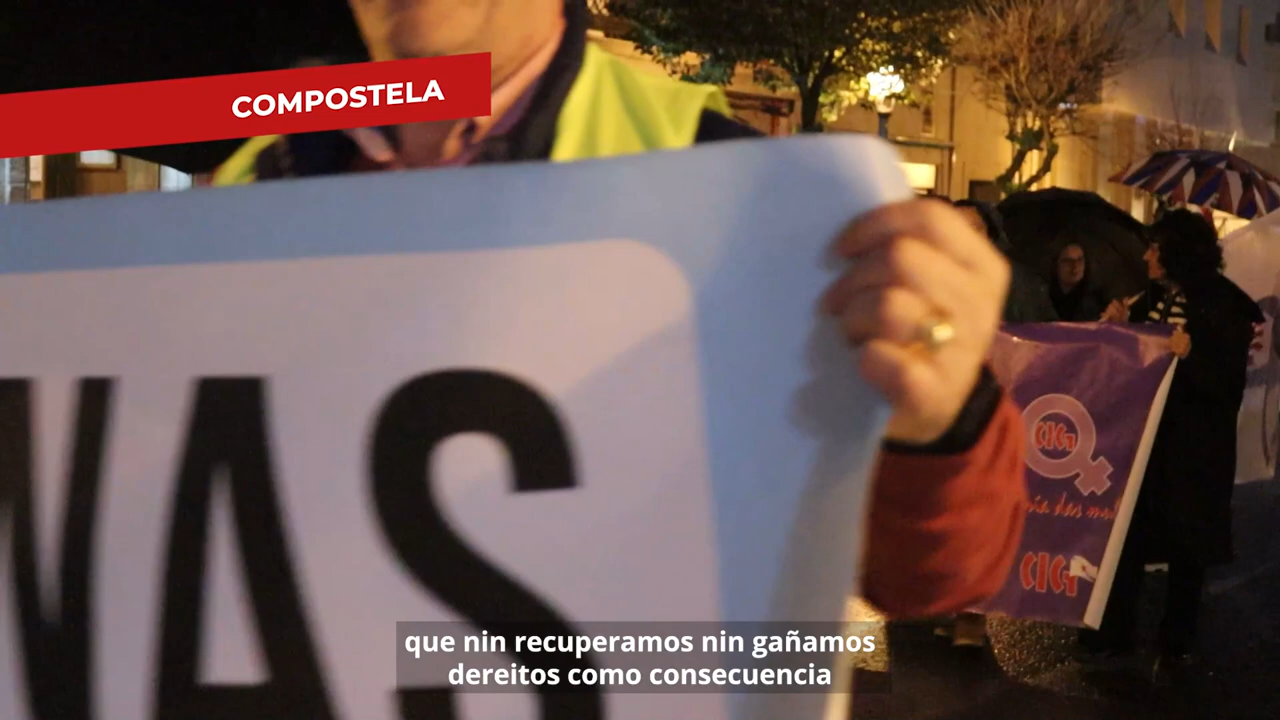 COMPOSTELA
NAS
CIG
CIG
que nin recuperamos nin gañamos
dereitos como consecuencia